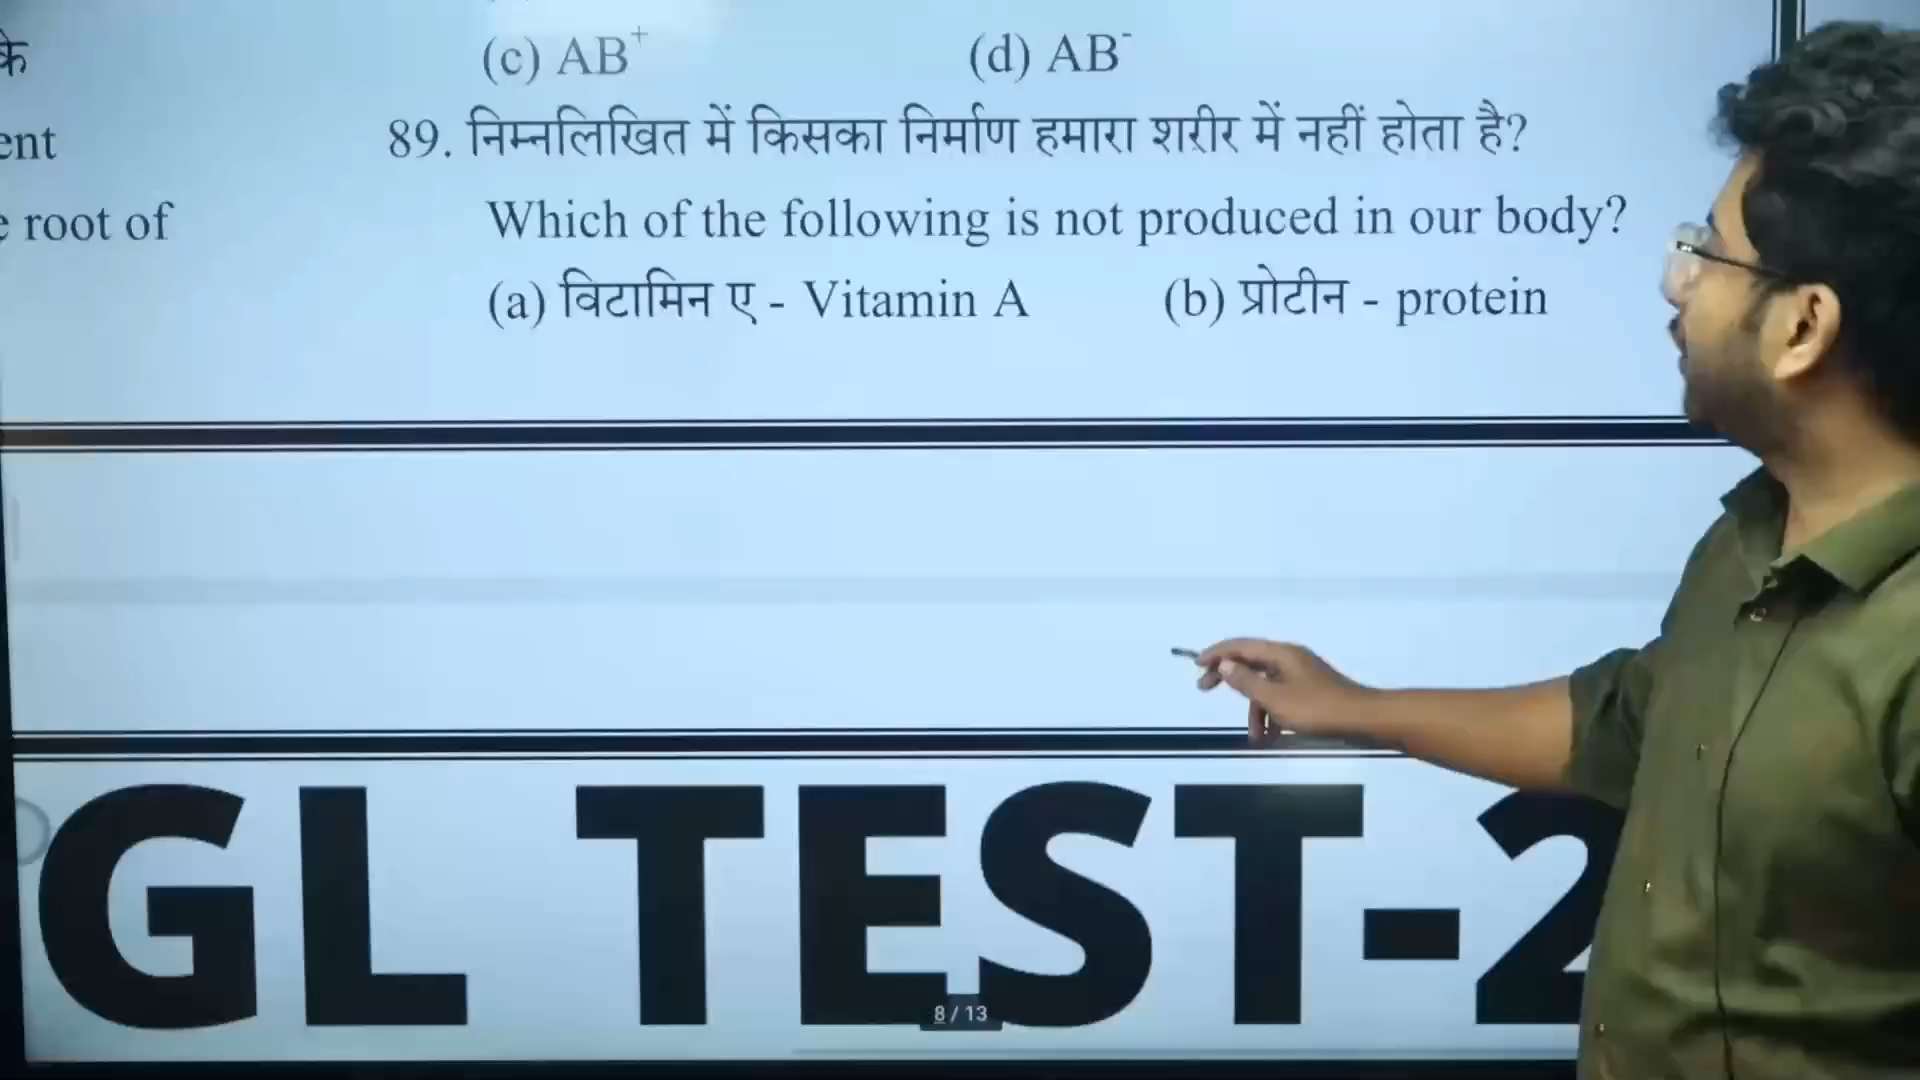 के
(c) AB⁺ (d) AB⁻
ent
89. निम्नलिखित में किसका निर्माण हमारा शरीर में नहीं होता है?
root of
Which of the following is not produced in our body?
(a) विटामिन ए - Vitamin A (b) प्रोटीन - protein
GL TEST-2
8 / 13